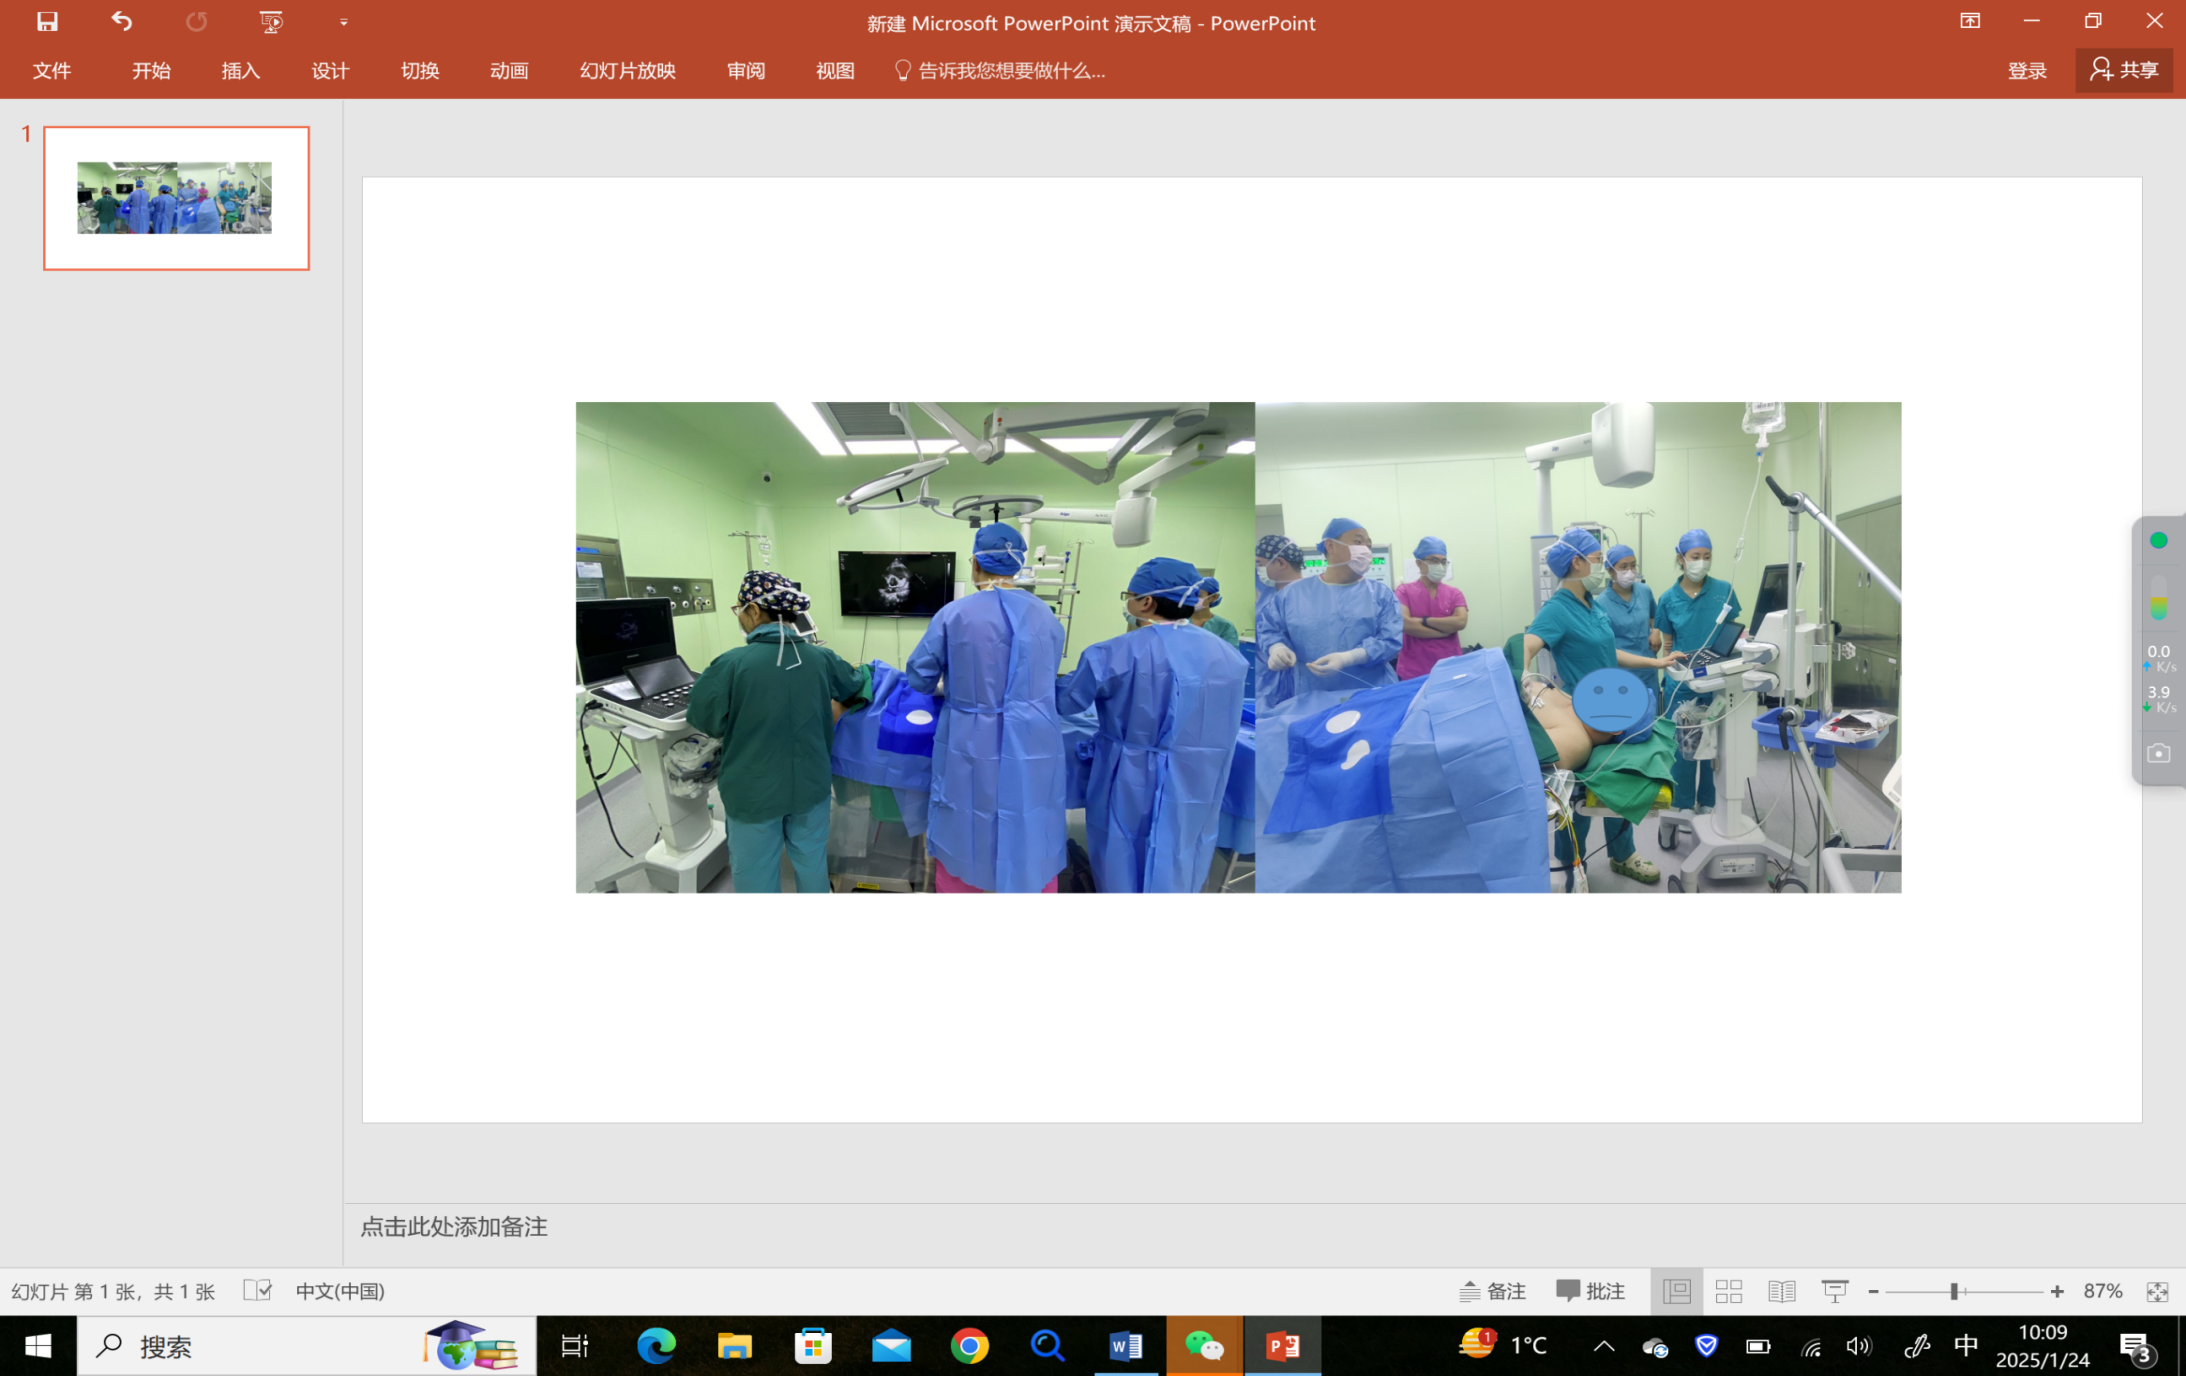 新建 Microsoft PowerPoint 演示文稿 - PowerPoint
文件 开始 插入 设计 切换 动画 幻灯片放映 审阅 视图 告诉我您想要做什么... 登录 共享
1
0.0
K/s
3.9
K/s
点击此处添加备注
幻灯片 第 1 张，共 1 张 中文(中国) 备注 批注 87%
搜索 1 1°C 中 10:09
2025/1/24 3